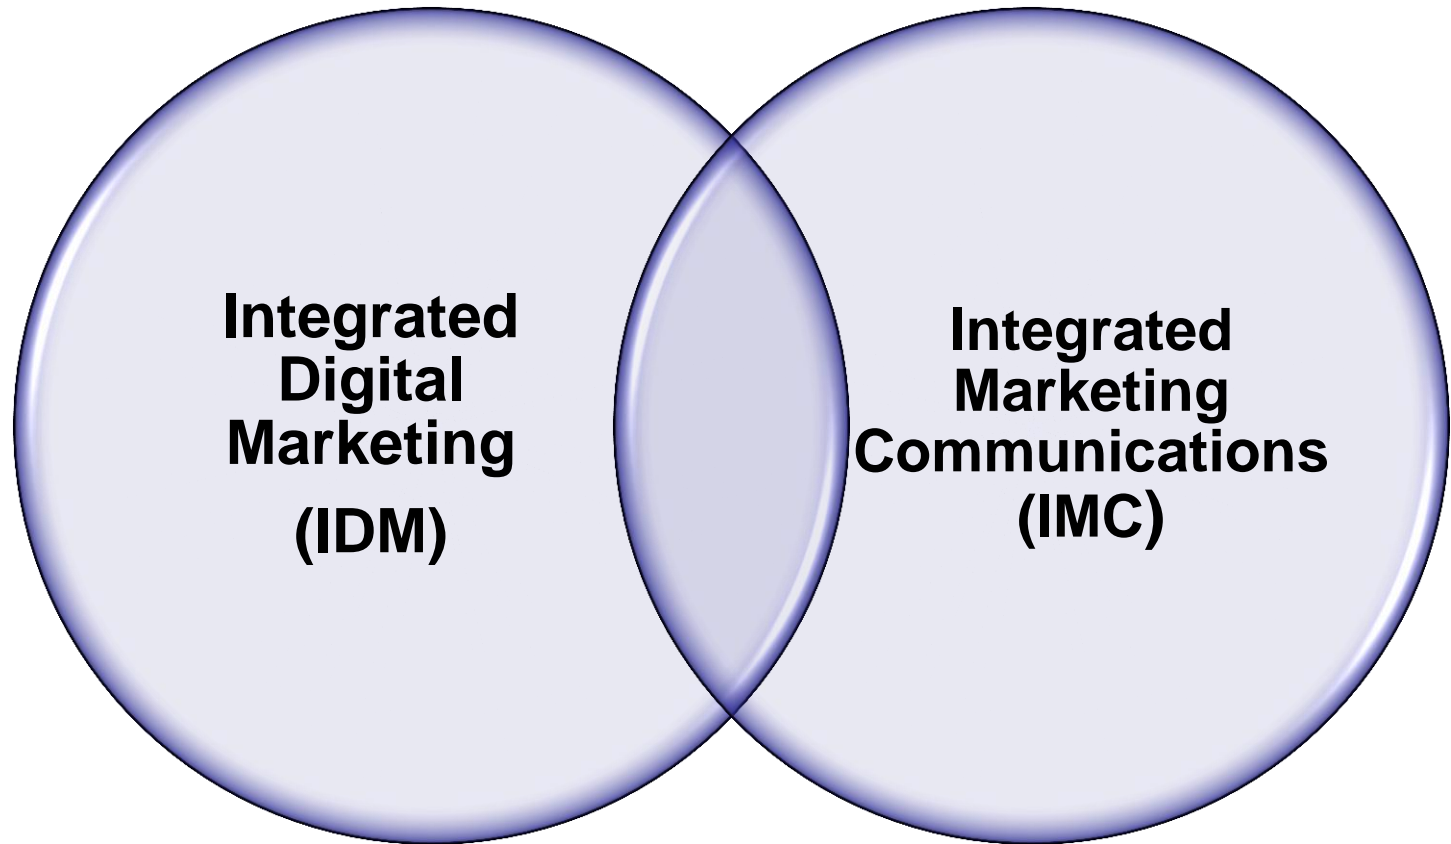 Integrated
Digital
Marketing
(IDM)
Integrated
Marketing
Communications
(IMC)